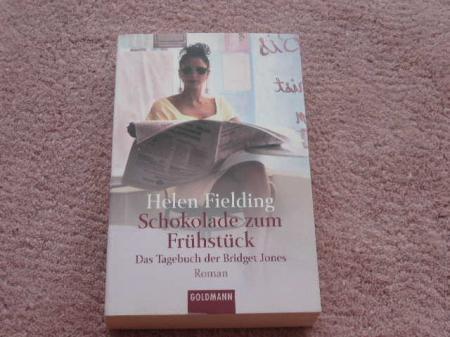 Helen Fielding
Schokolade zum
Frühstück
Das Tagebuch der Bridget Jones
Roman
GOLDMANN